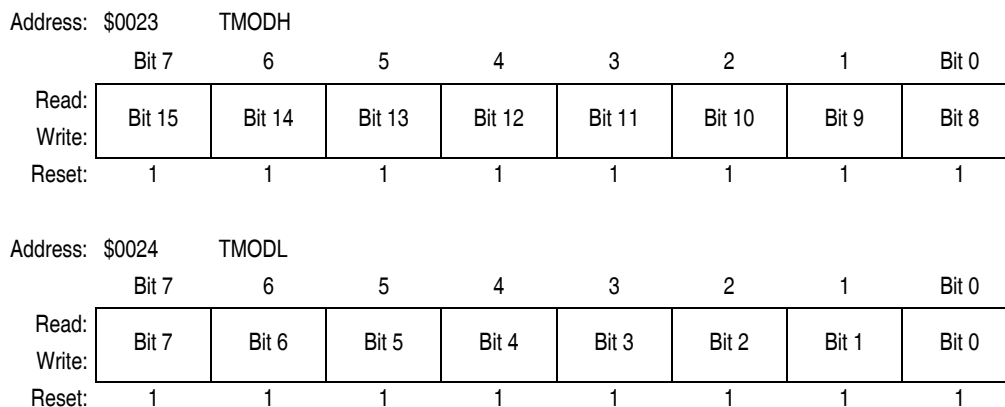 Address: $0023 TMODH
Bit 7 6 5 4 3 2 1 Bit 0
Read:
Bit 15 Bit 14 Bit 13 Bit 12 Bit 11 Bit 10 Bit 9 Bit 8
Write:
Reset: 1 1 1 1 1 1 1 1
Address: $0024 TMODL
Bit 7 6 5 4 3 2 1 Bit 0
Read:
Bit 7 Bit 6 Bit 5 Bit 4 Bit 3 Bit 2 Bit 1 Bit 0
Write:
Reset: 1 1 1 1 1 1 1 1